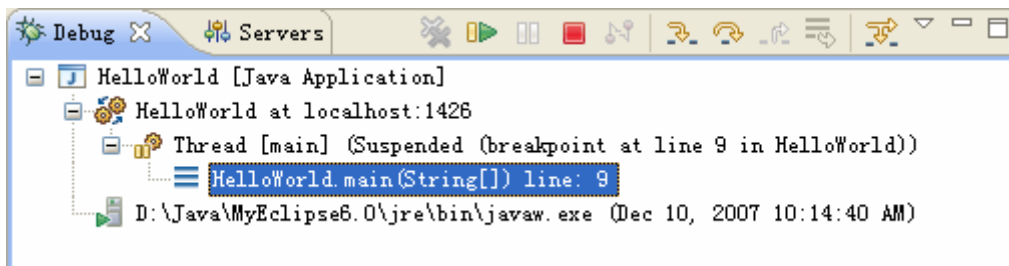 Debug Servers
HelloWorld [Java Application]
HelloWorld at localhost:1426
Thread [main] (Suspended (breakpoint at line 9 in HelloWorld))
HelloWorld.main(String[]) line: 9
D:\Java\MyEclipse6.0\jre\bin\javaw.exe (Dec 10, 2007 10:14:40 AM)